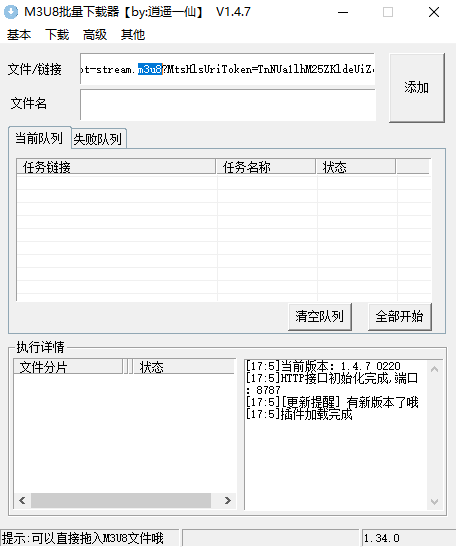 M3U8批量下载器【by:逍遥一仙】 V1.4.7
基本 下载 高级 其他
文件/链接
ot-stream.m3u8?MtsHlsUriToken=TnNUa1lhM25ZKldeUiZ
添加
文件名
当前队列 失败队列
任务链接 任务名称 状态
清空队列 全部开始
执行详情
文件分片 状态
[17:5]当前版本: 1.4.7 0220
[17:5]HTTP接口初始化完成,端口
: 8787
[17:5][更新提醒] 有新版本了哦
[17:5]插件加载完成
提示:可以直接拖入M3U8文件哦
1.34.0